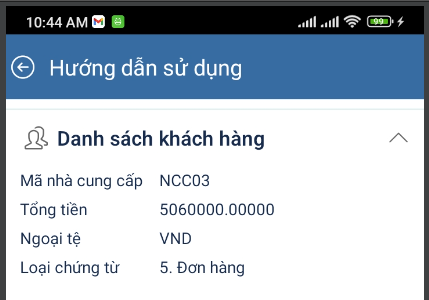 10:44 AM
99
Hướng dẫn sử dụng
Danh sách khách hàng
Mã nhà cung cấp NCC03
Tổng tiền 5060000.00000
Ngoại tệ VND
Loại chứng từ 5. Đơn hàng